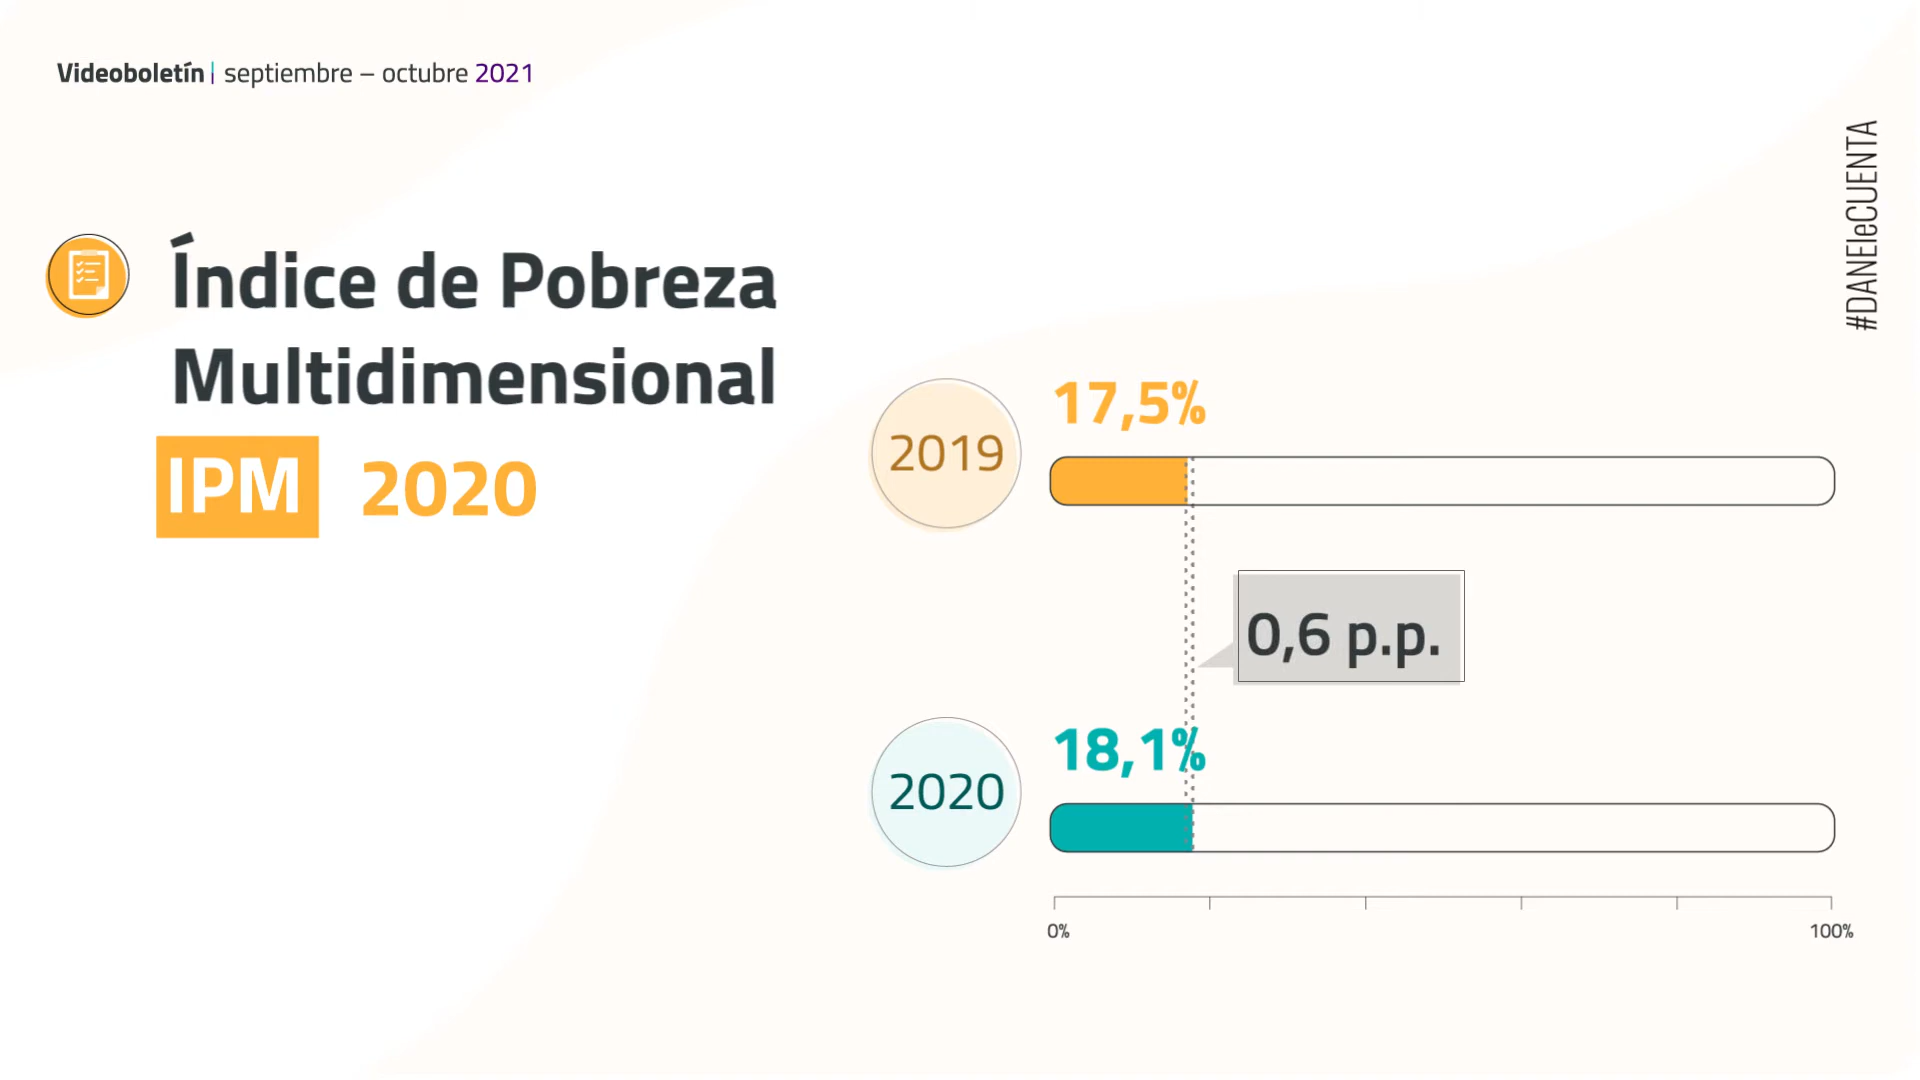 Videoboletín | septiembre – octubre 2021
#DANEleCUENTA
Índice de Pobreza
Multidimensional
IPM 2020
17,5%
2019
0,6 p.p.
18,1%
2020
0% 100%